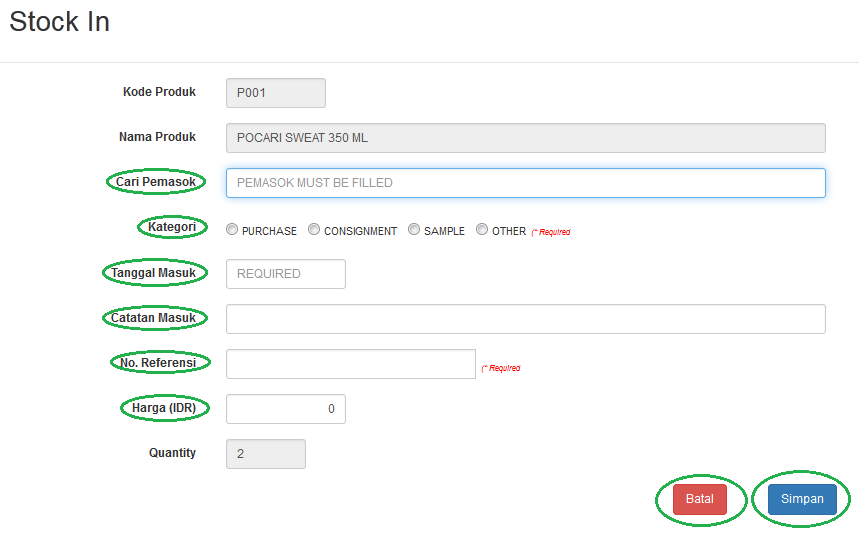 Stock In
Kode Produk P001
Nama Produk POCARI SWEAT 350 ML
Cari Pemasok PEMASOK MUST BE FILLED
Kategori PURCHASE CONSIGNMENT SAMPLE OTHER (* Required
Tanggal Masuk REQUIRED
Catatan Masuk
No. Referensi (* Required
Harga (IDR) 0
Quantity 2
Batal Simpan